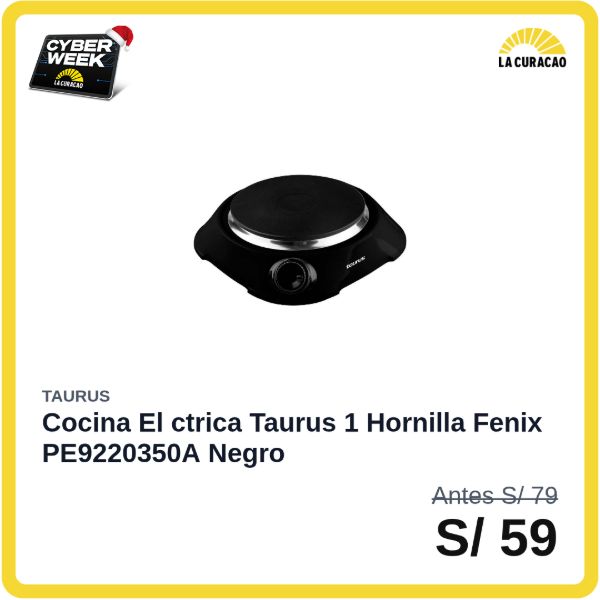 CYBER
WEEK
LA CURACAO
LA CURACAO
taurus
TAURUS
Cocina El ctrica Taurus 1 Hornilla Fenix
PE9220350A Negro
Antes S/ 79
S/ 59